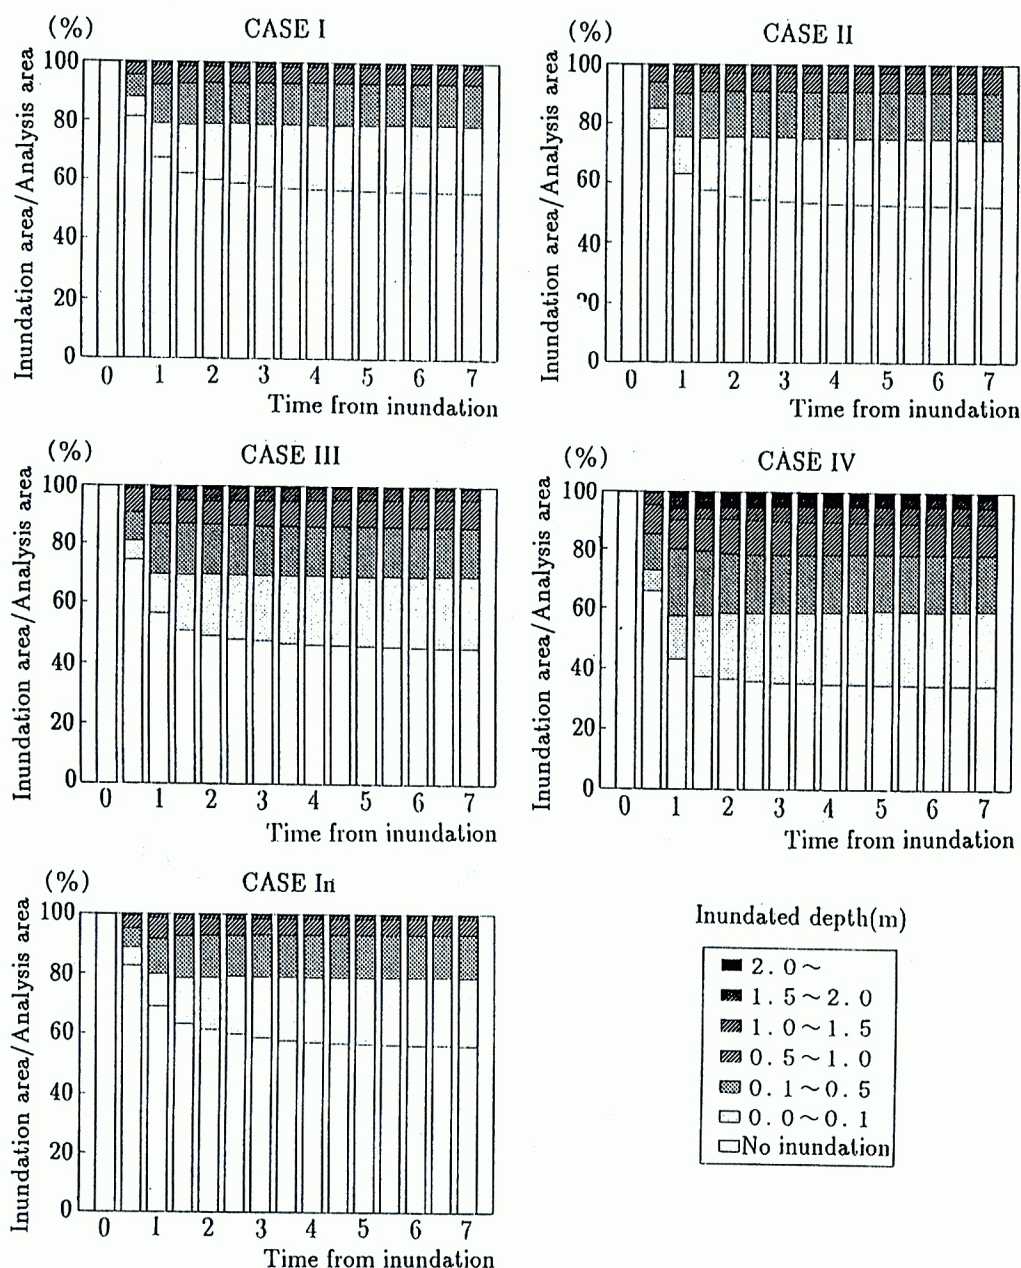 (%)
CASE I
Inundation area/Analysis area
100
80
60
40
20
0
0 1 2 3 4 5 6 7
Time from inundation
(%)
CASE II
Inundation area/Analysis area
100
80
60
40
20
0
0 1 2 3 4 5 6 7
Time from inundation
(%)
CASE III
Inundation area/Analysis area
100
80
60
40
20
0
0 1 2 3 4 5 6 7
Time from inundation
(%)
CASE IV
Inundation area/Analysis area
100
80
60
40
20
0
0 1 2 3 4 5 6 7
Time from inundation
(%)
CASE In
Inundation area/Analysis area
100
80
60
40
20
0
0 1 2 3 4 5 6 7
Time from inundation
Inundated depth(m)
2.0~
1.5~2.0
1.0~1.5
0.5~1.0
0.1~0.5
0.0~0.1
No inundation